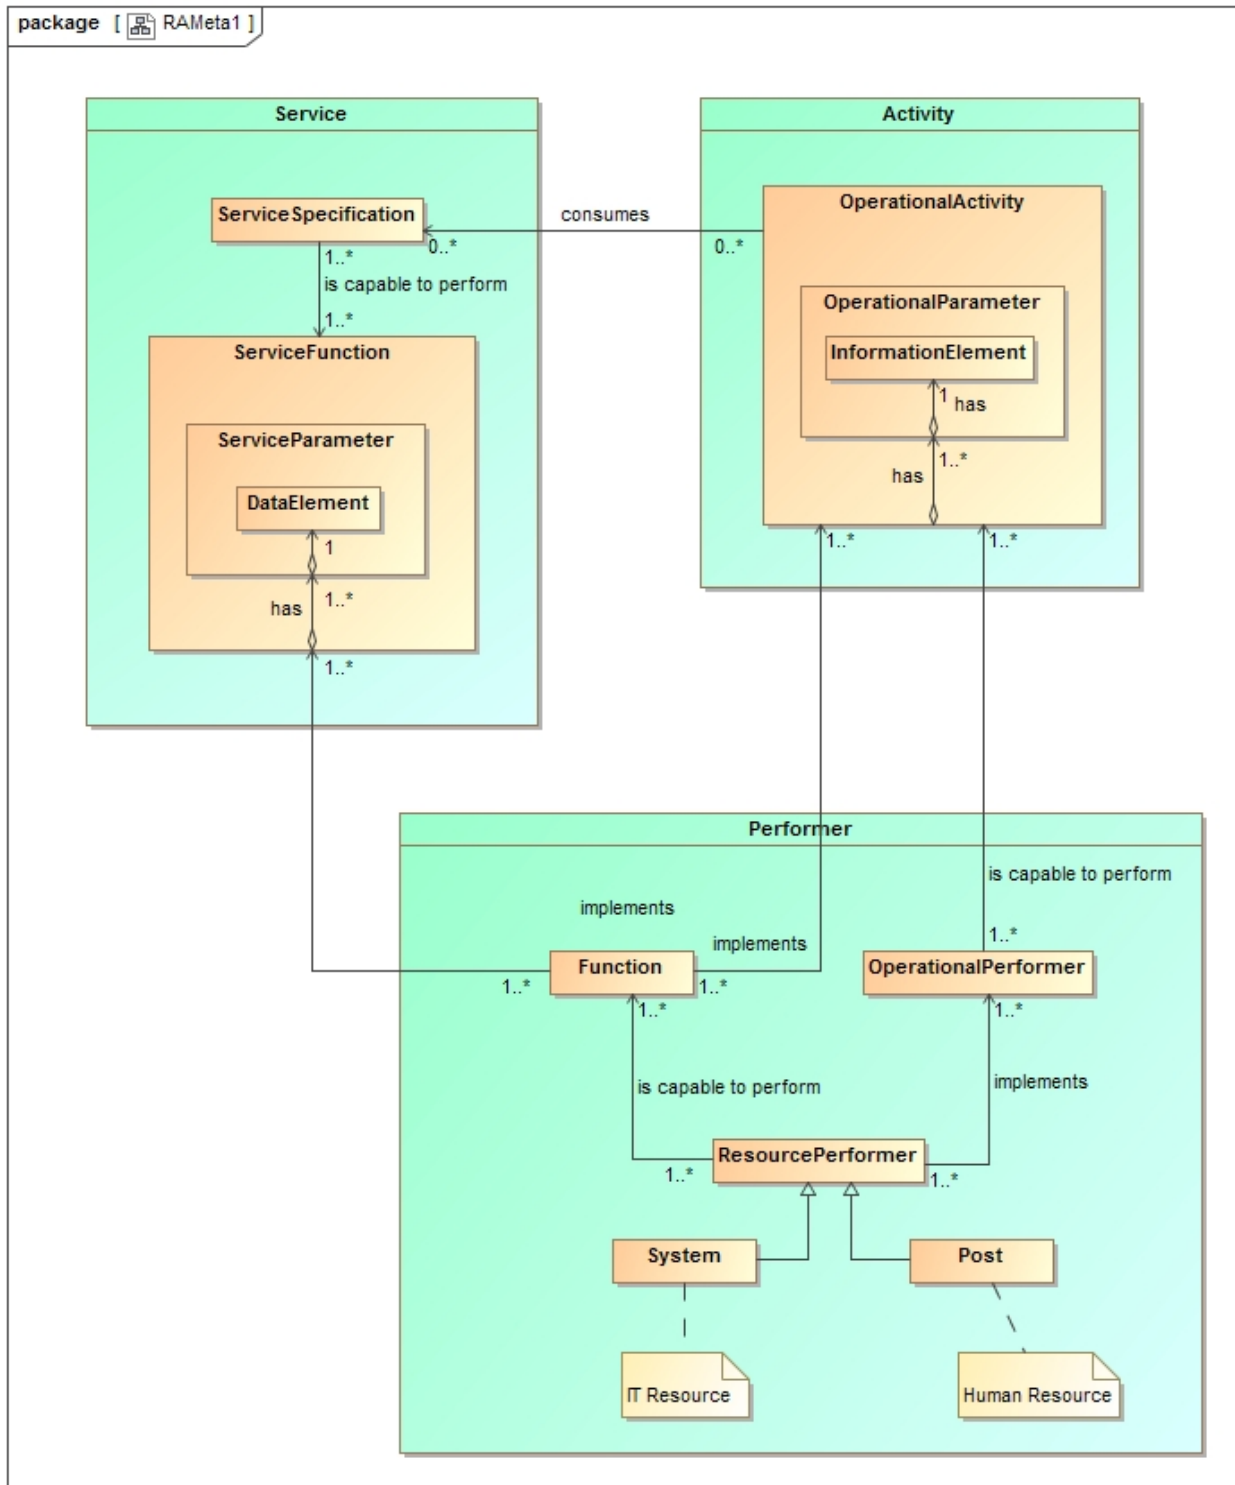 package [ RAMeta1 ]
Service
Activity
ServiceSpecification
consumes
OperationalActivity
0..*
0..*
1..*
is capable to perform
1..*
OperationalParameter
InformationElement
1
has
1..*
has
ServiceFunction
ServiceParameter
DataElement
1
1..*
has
1..*
1..*
1..*
Performer
is capable to perform
1..*
implements
implements
Function
OperationalPerformer
1..*
1..*
1..*
1..*
is capable to perform
implements
ResourcePerformer
1..*
1..*
System
Post
IT Resource
Human Resource